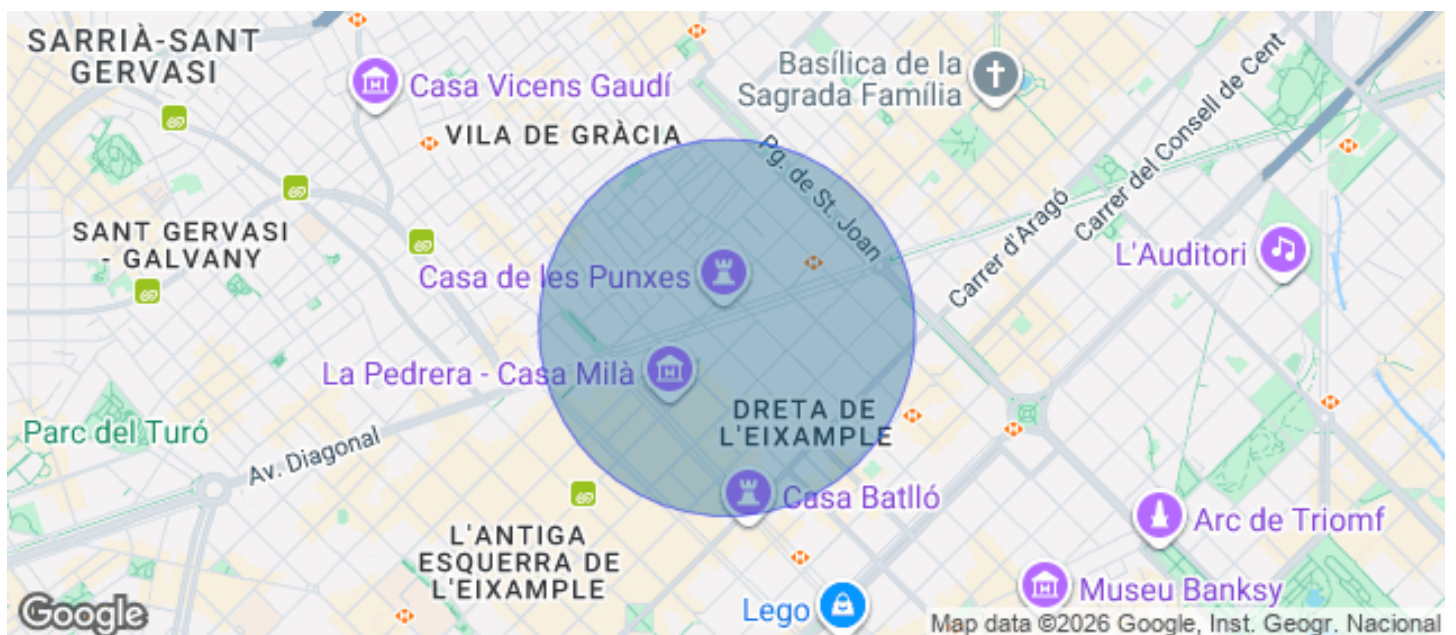 SARRIÀ-SANT
GERVASI
Casa Vicens Gaudí
Basílica de la
Sagrada Família
VILA DE GRÀCIA
Pg. de St. Joan
Carrer del Consell de Cent
Carrer d'Aragó
SANT GERVASI
- GALVANY
Casa de les Punxes
L'Auditori
La Pedrera - Casa Milà
DRETA DE
L'EIXAMPLE
Parc del Turó
Av. Diagonal
Casa Batlló
Arc de Triomf
L'ANTIGA
ESQUERRA DE
L'EIXAMPLE
Museu Banksy
Lego
Google
Map data ©2026 Google, Inst. Geogr. Nacional